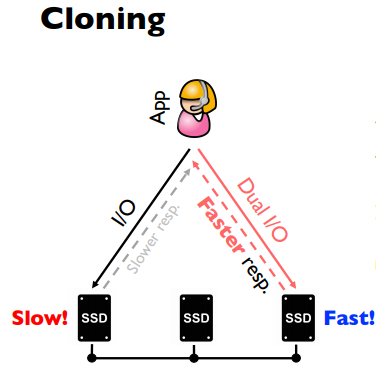 Cloning
App
I/O
Slower resp.
Faster resp.
Dual I/O
Slow!
SSD
SSD
SSD
Fast!